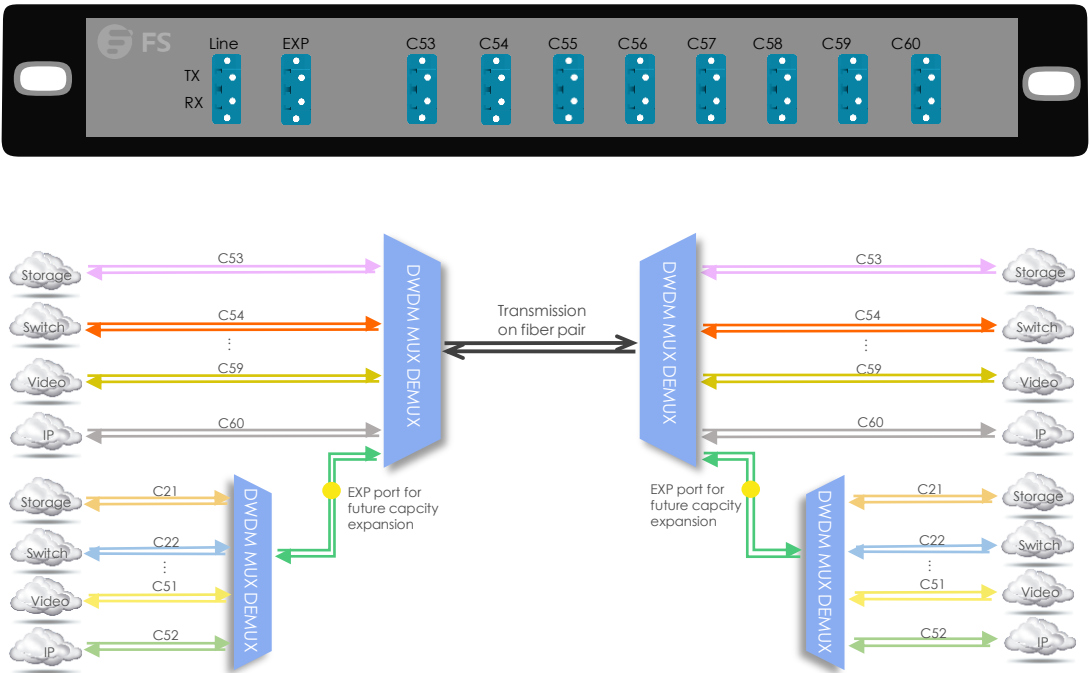 FS
Line EXP C53 C54 C55 C56 C57 C58 C59 C60
TX
RX
C53
Storage
C54
Switch
⋮
C59
Video
C60
IP
DWDM MUX DEMUX
Transmission
on fiber pair
DWDM MUX DEMUX
C53
Storage
C54
Switch
⋮
C59
Video
C60
IP
EXP port for
future capcity
expansion
C21
Storage
C22
Switch
⋮
C51
Video
C52
IP
DWDM MUX DEMUX
EXP port for
future capcity
expansion
DWDM MUX DEMUX
C21
Storage
C22
Switch
⋮
C51
Video
C52
IP